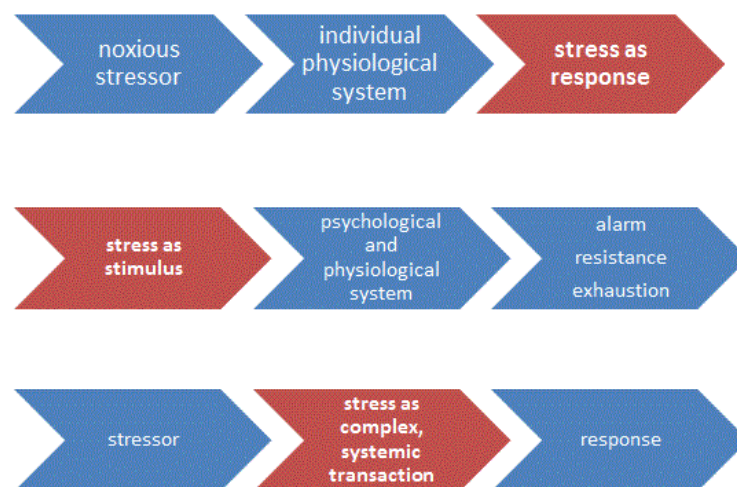 noxious
stressor
individual
physiological
system
stress as
response
stress as
stimulus
psychological
and
physiological
system
alarm
resistance
exhaustion
stressor
stress as
complex,
systemic
transaction
response